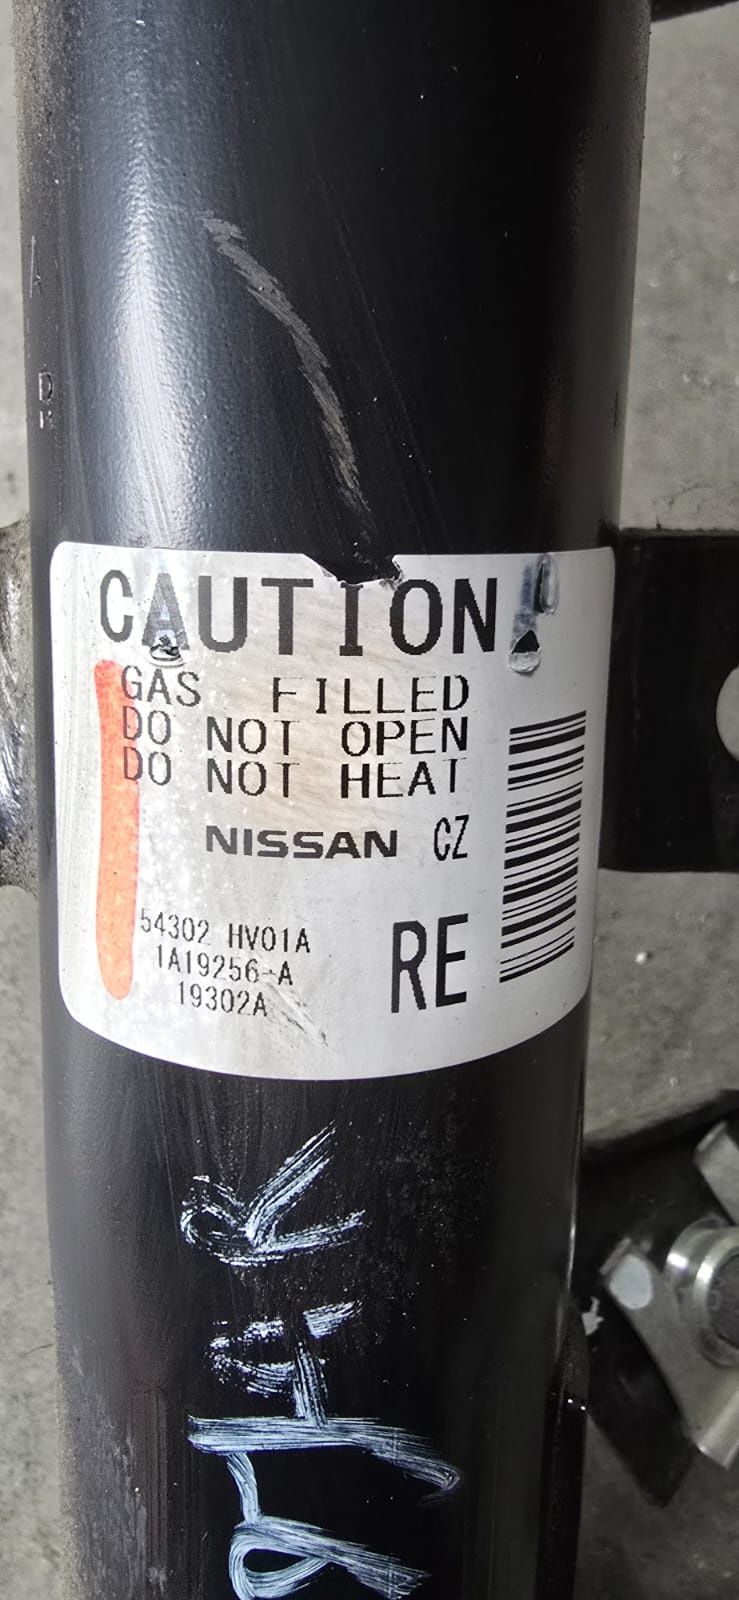 CAUTION!
GAS FILLED
DO NOT OPEN
DO NOT HEAT
NISSAN CZ
54302 HV01A
1A19256-A
19302A
RE